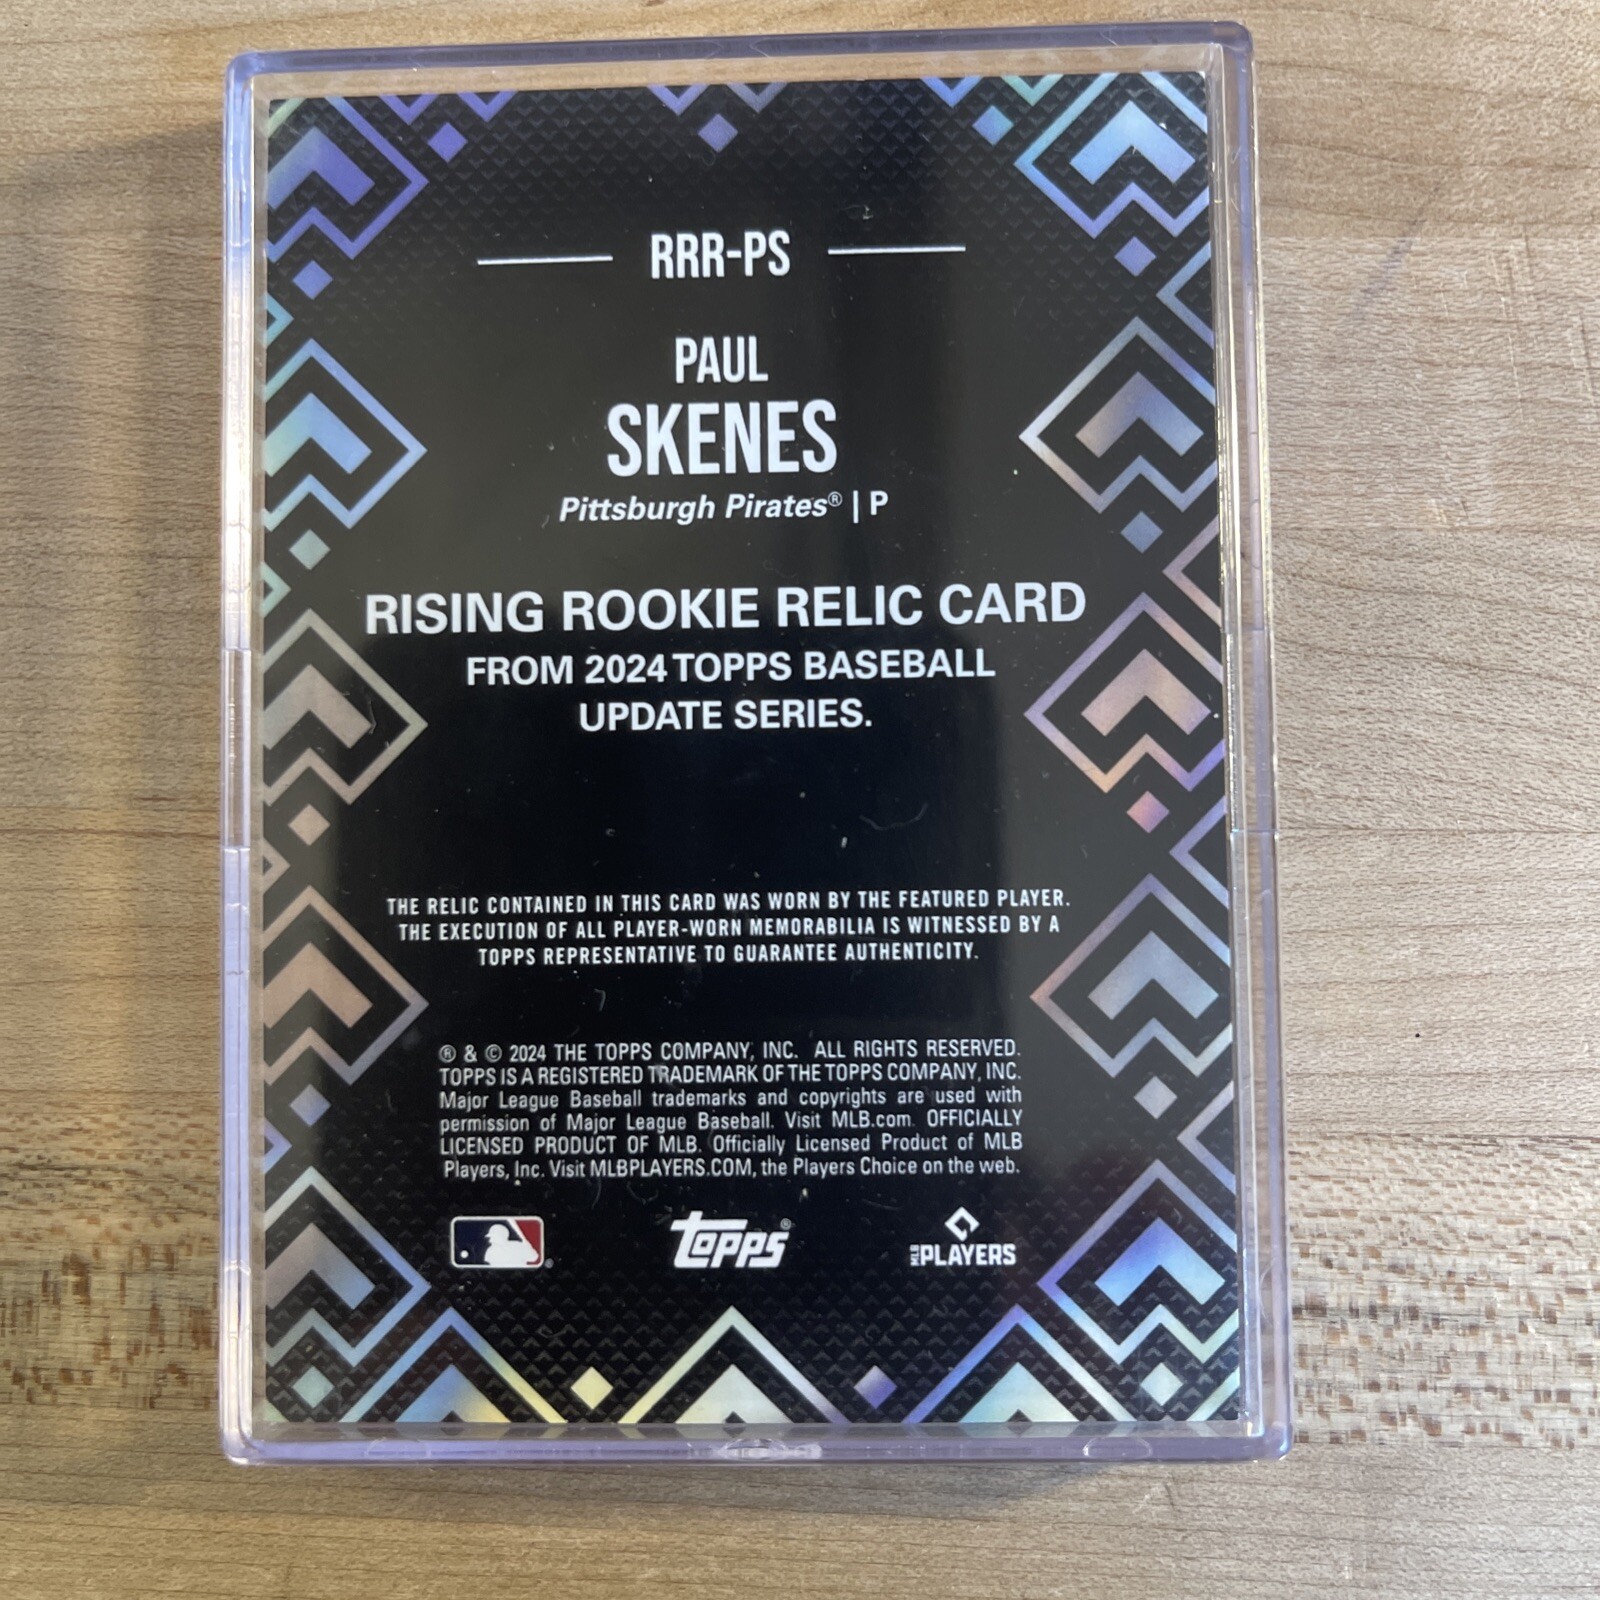 RRR-PS
PAUL
SKENES
Pittsburgh Pirates® | P
RISING ROOKIE RELIC CARD
FROM 2024 TOPPS BASEBALL
UPDATE SERIES.
THE RELIC CONTAINED IN THIS CARD WAS WORN BY THE FEATURED PLAYER.
THE EXECUTION OF ALL PLAYER-WORN MEMORABILIA IS WITNESSED BY A
TOPPS REPRESENTATIVE TO GUARANTEE AUTHENTICITY.
® & © 2024 THE TOPPS COMPANY, INC. ALL RIGHTS RESERVED.
TOPPS IS A REGISTERED TRADEMARK OF THE TOPPS COMPANY, INC.
Major League Baseball trademarks and copyrights are used with
permission of Major League Baseball. Visit MLB.com. OFFICIALLY
LICENSED PRODUCT OF MLB. Officially Licensed Product of MLB
Players, Inc. Visit MLBPLAYERS.COM, the Players Choice on the web.
® topps® MLB PLAYERS